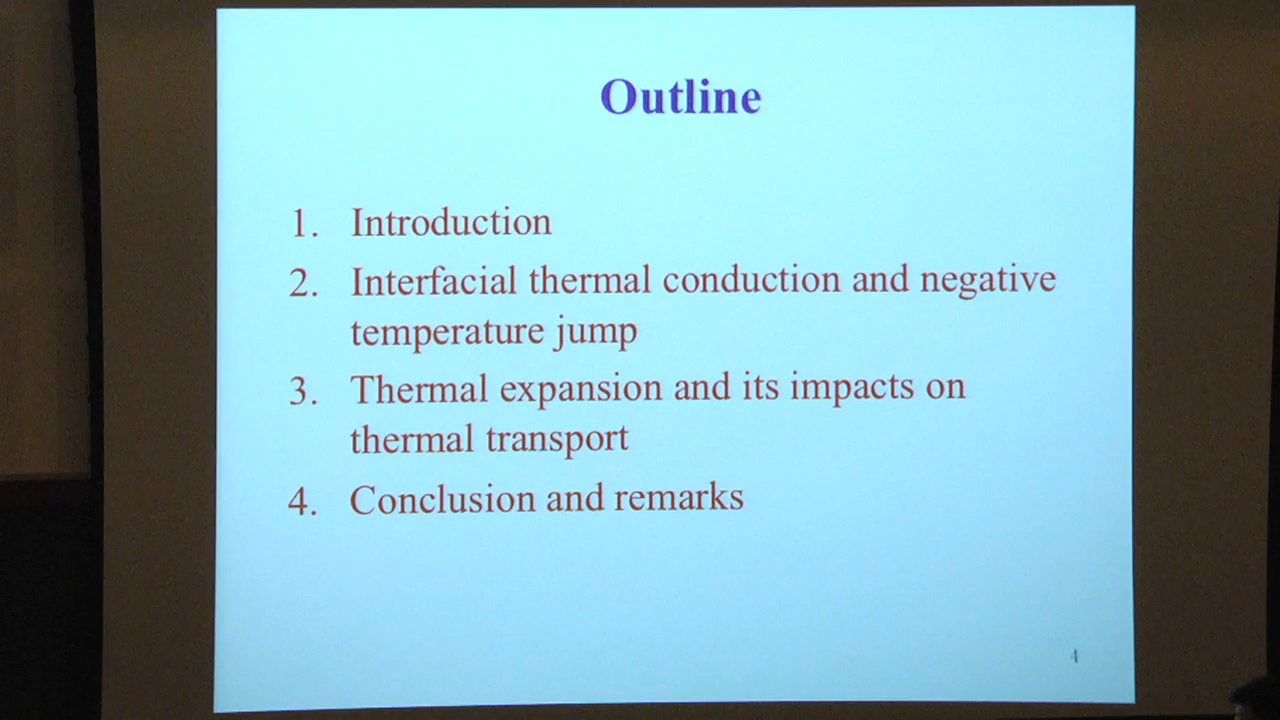 Outline
1. Introduction
2. Interfacial thermal conduction and negative
temperature jump
3. Thermal expansion and its impacts on
thermal transport
4. Conclusion and remarks
4